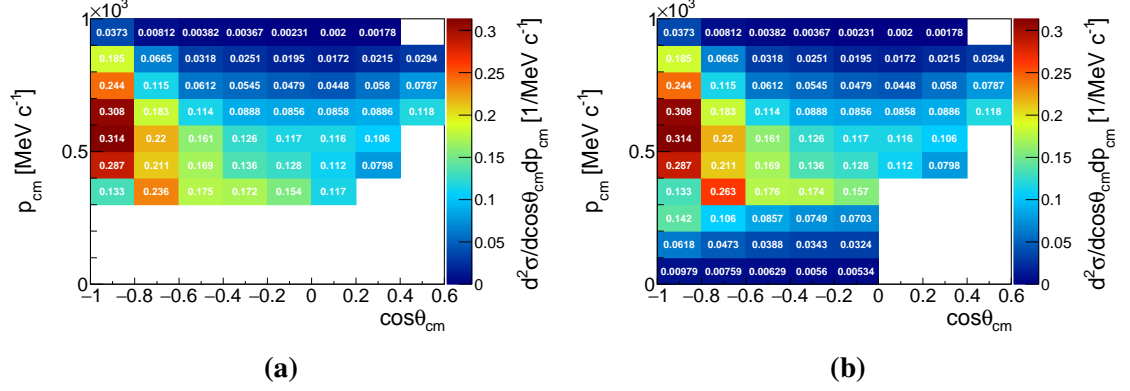 ×10³
p_cm [MeV c⁻¹]
1
0.0373 0.00812 0.00382 0.00367 0.00231 0.002 0.00178
0.185 0.0665 0.0318 0.0251 0.0195 0.0172 0.0215 0.0294
0.244 0.115 0.0612 0.0545 0.0479 0.0448 0.058 0.0787
0.308 0.183 0.114 0.0888 0.0856 0.0858 0.0886 0.118
0.314 0.22 0.161 0.126 0.117 0.116 0.106
0.5
0.287 0.211 0.169 0.136 0.128 0.112 0.0798
0.133 0.236 0.175 0.172 0.154 0.117
0
−1 −0.8 −0.6 −0.4 −0.2 0 0.2 0.4 0.6
cosθ_cm
0.3
0.25
0.2
0.15
0.1
0.05
0
d²σ/dcosθ_cm dp_cm [1/MeV c⁻¹]
(a)
×10³
p_cm [MeV c⁻¹]
1
0.0373 0.00812 0.00382 0.00367 0.00231 0.002 0.00178
0.185 0.0665 0.0318 0.0251 0.0195 0.0172 0.0215 0.0294
0.244 0.115 0.0612 0.0545 0.0479 0.0448 0.058 0.0787
0.308 0.183 0.114 0.0888 0.0856 0.0858 0.0886 0.118
0.314 0.22 0.161 0.126 0.117 0.116 0.106
0.5
0.287 0.211 0.169 0.136 0.128 0.112 0.0798
0.133 0.263 0.176 0.174 0.157
0.142 0.106 0.0857 0.0749 0.0703
0.0618 0.0473 0.0388 0.0343 0.0324
0.00979 0.00759 0.00629 0.0056 0.00534
0
−1 −0.8 −0.6 −0.4 −0.2 0 0.2 0.4 0.6
cosθ_cm
0.3
0.25
0.2
0.15
0.1
0.05
0
d²σ/dcosθ_cm dp_cm [1/MeV c⁻¹]
(b)